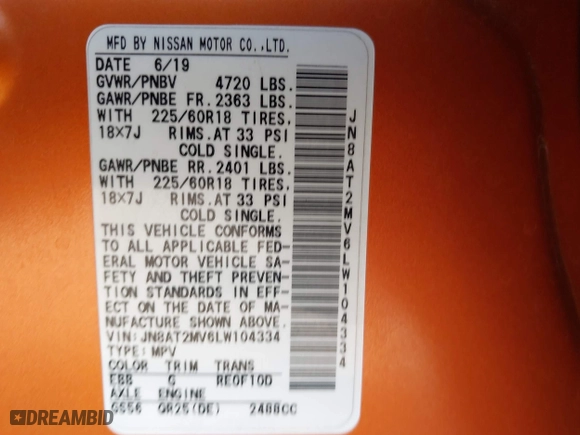 MFD BY NISSAN MOTOR CO.,LTD.
DATE 6/19
GVWR/PNBV 4720 LBS.
GAWR/PNBE FR. 2363 LBS.
WITH 225/60R18 TIRES,
18X7J RIMS.AT 33 PSI
COLD SINGLE.
GAWR/PNBE RR. 2401 LBS.
WITH 225/60R18 TIRES,
18X7J RIMS.AT 33 PSI
COLD SINGLE.
THIS VEHICLE CONFORMS
TO ALL APPLICABLE FED-
ERAL MOTOR VEHICLE SA-
FETY AND THEFT PREVEN-
TION STANDARDS IN EFF-
ECT ON THE DATE OF MA-
NUFACTURE SHOWN ABOVE.
VIN: JN8AT2MV6LW104334
TYPE: MPV
COLOR TRIM TRANS
EBB G RE0F10D
AXLE ENGINE
GS56 QR25(DE) 2488CC
JN8AT2MV6LW104334
DREAMBID